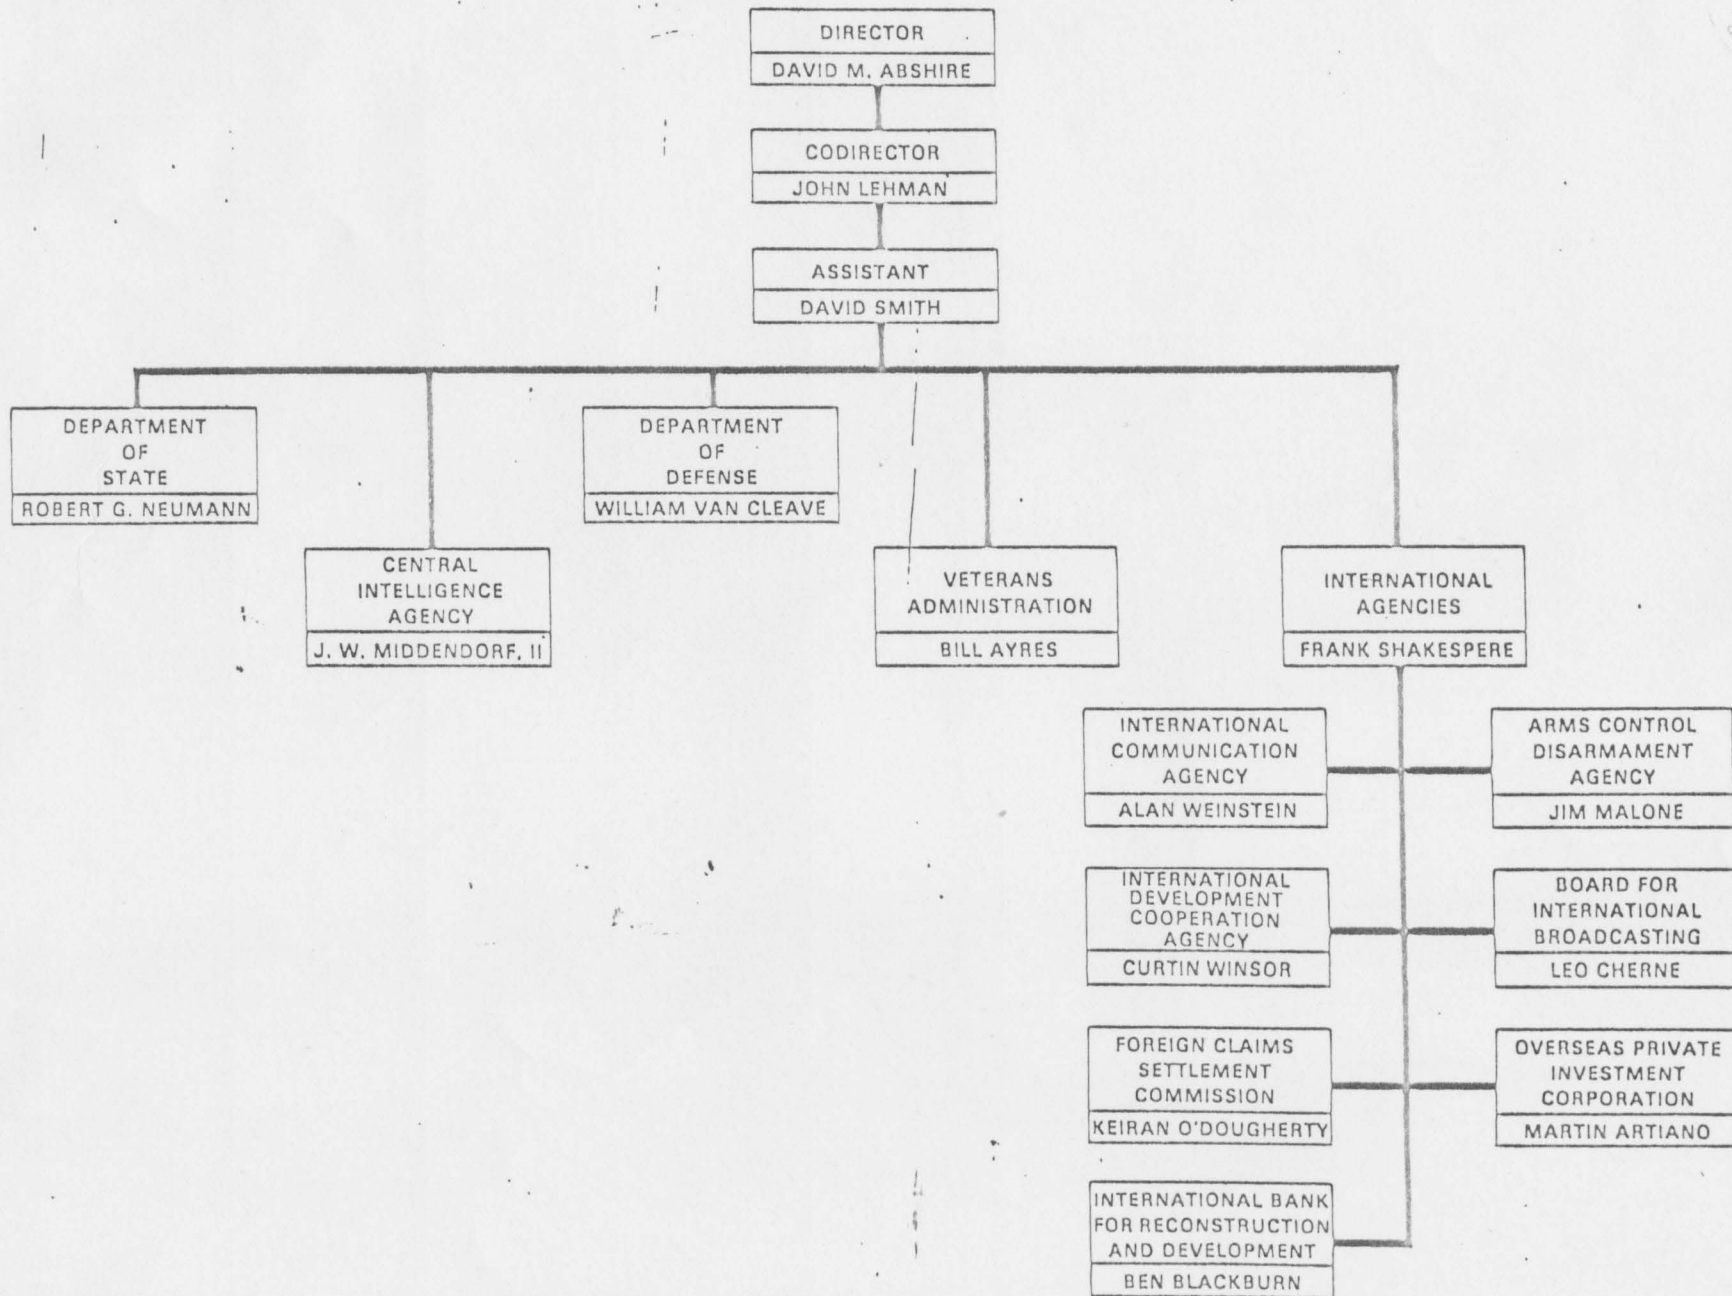 DIRECTOR
DAVID M. ABSHIRE
CODIRECTOR
JOHN LEHMAN
ASSISTANT
DAVID SMITH
DEPARTMENT
OF
STATE
ROBERT G. NEUMANN
CENTRAL
INTELLIGENCE
AGENCY
J. W. MIDDENDORF, II
DEPARTMENT
OF
DEFENSE
WILLIAM VAN CLEAVE
VETERANS
ADMINISTRATION
BILL AYRES
INTERNATIONAL
AGENCIES
FRANK SHAKESPERE
INTERNATIONAL
COMMUNICATION
AGENCY
ALAN WEINSTEIN
ARMS CONTROL
DISARMAMENT
AGENCY
JIM MALONE
INTERNATIONAL
DEVELOPMENT
COOPERATION
AGENCY
CURTIN WINSOR
BOARD FOR
INTERNATIONAL
BROADCASTING
LEO CHERNE
FOREIGN CLAIMS
SETTLEMENT
COMMISSION
KEIRAN O'DOUGHERTY
OVERSEAS PRIVATE
INVESTMENT
CORPORATION
MARTIN ARTIANO
INTERNATIONAL BANK
FOR RECONSTRUCTION
AND DEVELOPMENT
BEN BLACKBURN